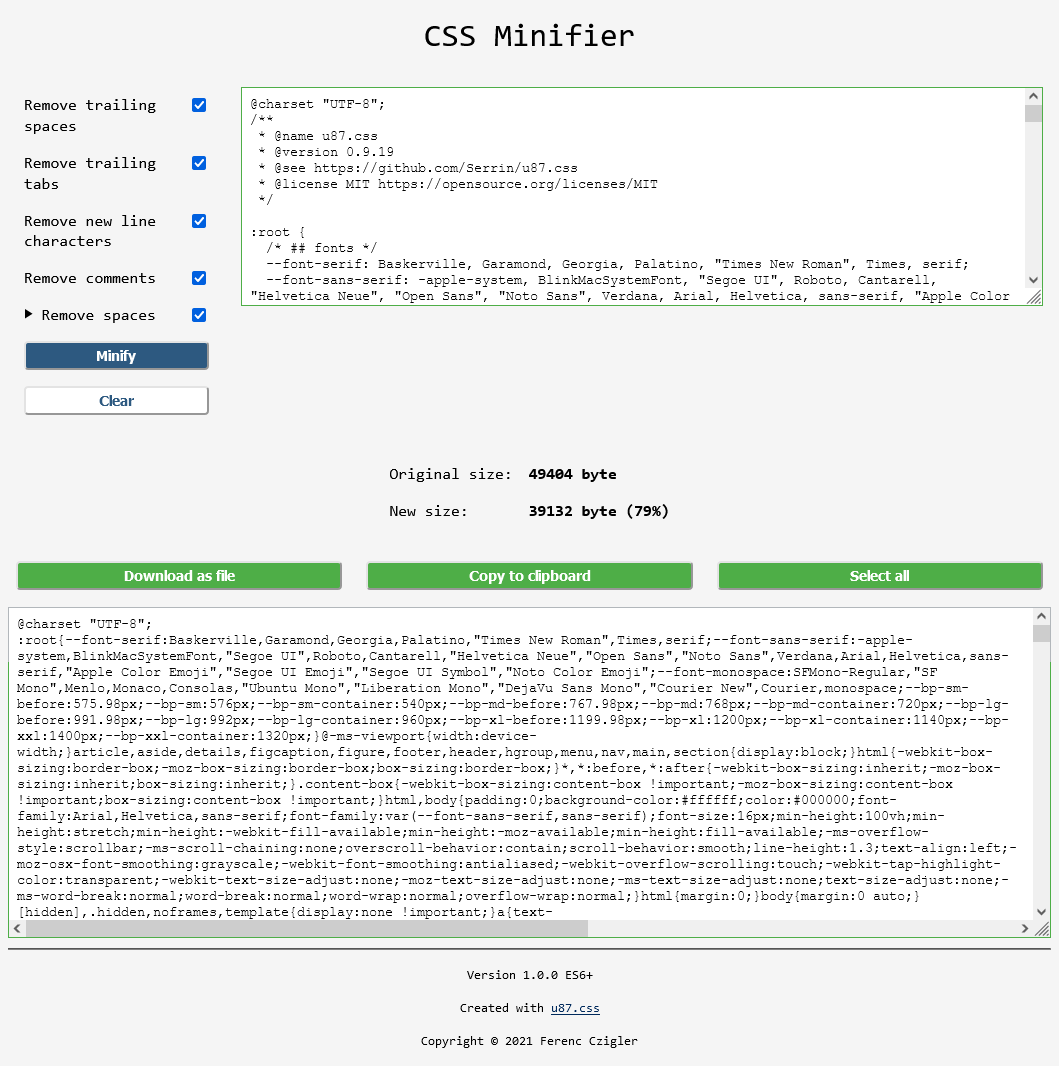 CSS Minifier
Remove trailing
spaces
Remove trailing
tabs
Remove new line
characters
Remove comments
Remove spaces
Minify
Clear
@charset "UTF-8";
/**
 * @name u87.css
 * @version 0.9.19
 * @see https://github.com/Serrin/u87.css
 * @license MIT https://opensource.org/licenses/MIT
 */
:root {
  /* ## fonts */
  --font-serif: Baskerville, Garamond, Georgia, Palatino, "Times New Roman", Times, serif;
  --font-sans-serif: -apple-system, BlinkMacSystemFont, "Segoe UI", Roboto, Cantarell,
"Helvetica Neue", "Open Sans", "Noto Sans", Verdana, Arial, Helvetica, sans-serif, "Apple Color
Original size: 49404 byte
New size: 39132 byte (79%)
Download as file
Copy to clipboard
Select all
@charset "UTF-8";
:root{--font-serif:Baskerville,Garamond,Georgia,Palatino,"Times New Roman",Times,serif;--font-sans-serif:-apple-
system,BlinkMacSystemFont,"Segoe UI",Roboto,Cantarell,"Helvetica Neue","Open Sans","Noto Sans",Verdana,Arial,Helvetica,sans-
serif,"Apple Color Emoji","Segoe UI Emoji","Segoe UI Symbol","Noto Color Emoji";--font-monospace:SFMono-Regular,"SF
Mono",Menlo,Monaco,Consolas,"Ubuntu Mono","Liberation Mono","DejaVu Sans Mono","Courier New",Courier,monospace;--bp-sm-
before:575.98px;--bp-sm:576px;--bp-sm-container:540px;--bp-md-before:767.98px;--bp-md:768px;--bp-md-container:720px;--bp-lg-
before:991.98px;--bp-lg:992px;--bp-lg-container:960px;--bp-xl-before:1199.98px;--bp-xl:1200px;--bp-xl-container:1140px;--bp-
xxl:1400px;--bp-xxl-container:1320px;}@-ms-viewport{width:device-
width;}article,aside,details,figcaption,figure,footer,header,hgroup,menu,nav,main,section{display:block;}html{-webkit-box-
sizing:border-box;-moz-box-sizing:border-box;box-sizing:border-box;}*,*:before,*:after{-webkit-box-sizing:inherit;-moz-box-
sizing:inherit;box-sizing:inherit;}.content-box{-webkit-box-sizing:content-box !important;-moz-box-sizing:content-box
!important;box-sizing:content-box !important;}html,body{padding:0;background-color:#ffffff;color:#000000;font-
family:Arial,Helvetica,sans-serif;font-family:var(--font-sans-serif,sans-serif);font-size:16px;min-height:100vh;min-
height:stretch;min-height:-webkit-fill-available;min-height:-moz-available;min-height:fill-available;-ms-overflow-
style:scrollbar;-ms-scroll-chaining:none;overscroll-behavior:contain;scroll-behavior:smooth;line-height:1.3;text-align:left;-
moz-osx-font-smoothing:grayscale;-webkit-font-smoothing:antialiased;-webkit-overflow-scrolling:touch;-webkit-tap-highlight-
color:transparent;-webkit-text-size-adjust:none;-moz-text-size-adjust:none;-ms-text-size-adjust:none;text-size-adjust:none;-
ms-word-break:normal;word-break:normal;word-wrap:normal;overflow-wrap:normal;}html{margin:0;}body{margin:0 auto;}
[hidden],.hidden,noframes,template{display:none !important;}a{text-
Version 1.0.0 ES6+
Created with u87.css
Copyright © 2021 Ferenc Czigler